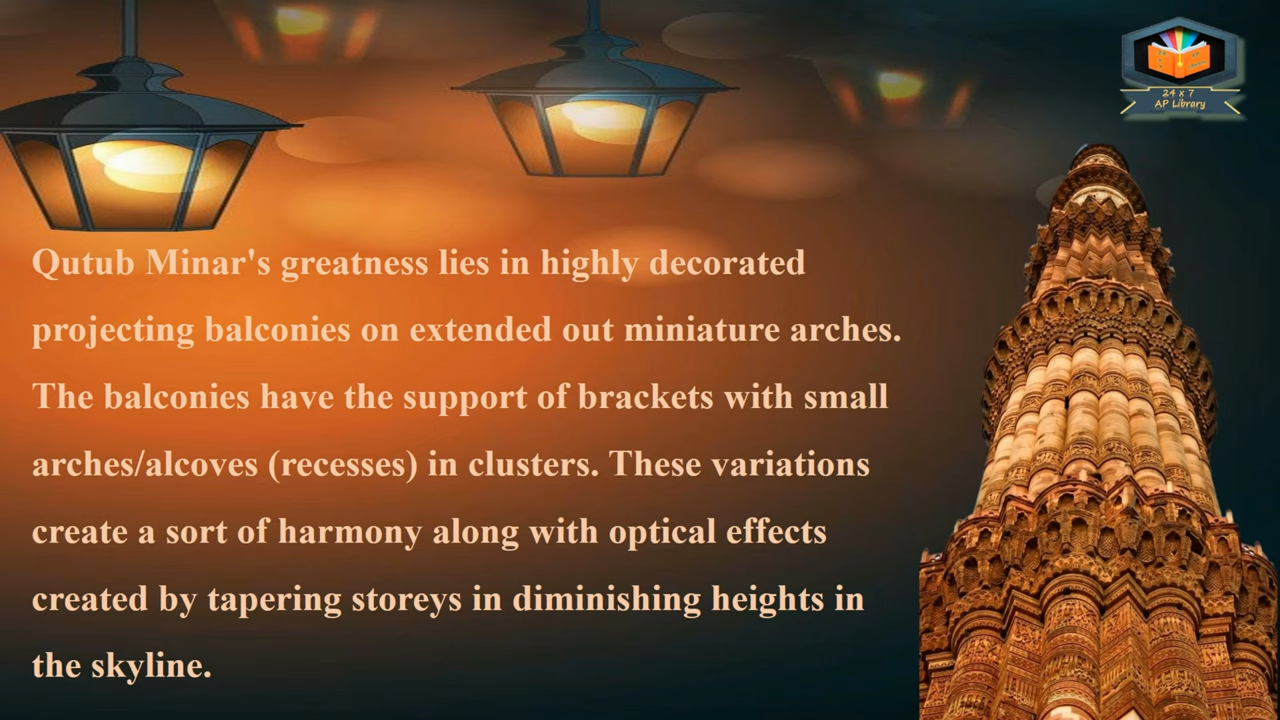 24 x 7
AP Library
Qutub Minar's greatness lies in highly decorated
projecting balconies on extended out miniature arches.
The balconies have the support of brackets with small
arches/alcoves (recesses) in clusters. These variations
create a sort of harmony along with optical effects
created by tapering storeys in diminishing heights in
the skyline.